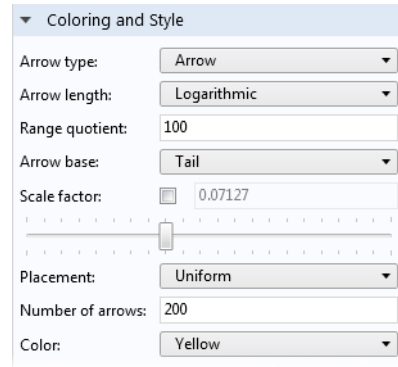 Coloring and Style
Arrow type: Arrow
Arrow length: Logarithmic
Range quotient: 100
Arrow base: Tail
Scale factor: 0.07127
Placement: Uniform
Number of arrows: 200
Color: Yellow